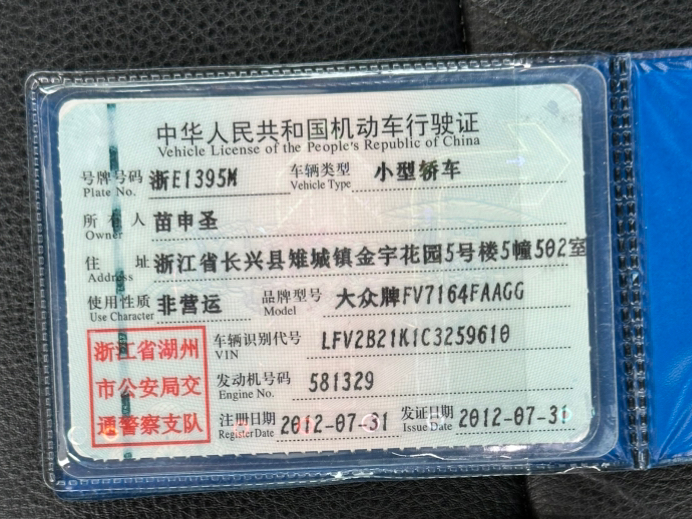 中华人民共和国机动车行驶证
Vehicle License of the People's Republic of China
号牌号码 浙E1395M 车辆类型 小型轿车
Plate No. Vehicle Type
所有人 苗申圣
Owner
住址 浙江省长兴县雉城镇金宇花园5号楼5幢502室
Address
使用性质 非营运 品牌型号 大众牌FV7164FAAGG
Use Character Model
浙江省湖州
市公安局交
通警察支队
车辆识别代号 LFV2B21K1C3259610
VIN
发动机号码 581329
Engine No.
注册日期 2012-07-31 发证日期 2012-07-31
Register Date Issue Date